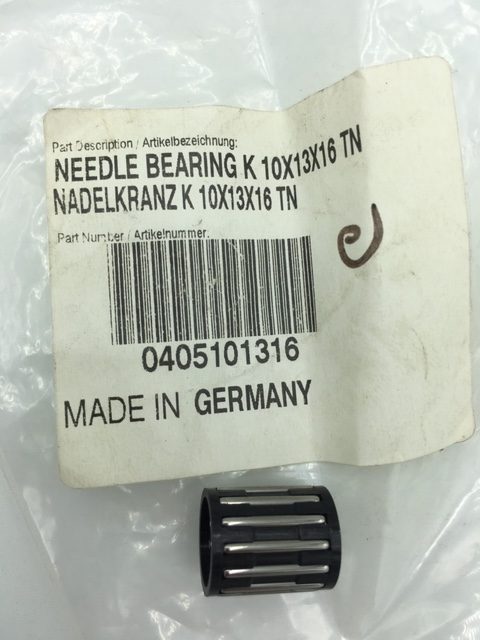 Part Description / Artikelbezeichnung:
NEEDLE BEARING K 10X13X16 TN
NADELKRANZ K 10X13X16 TN
Part Number / Artikelnummer:
0405101316
MADE IN GERMANY